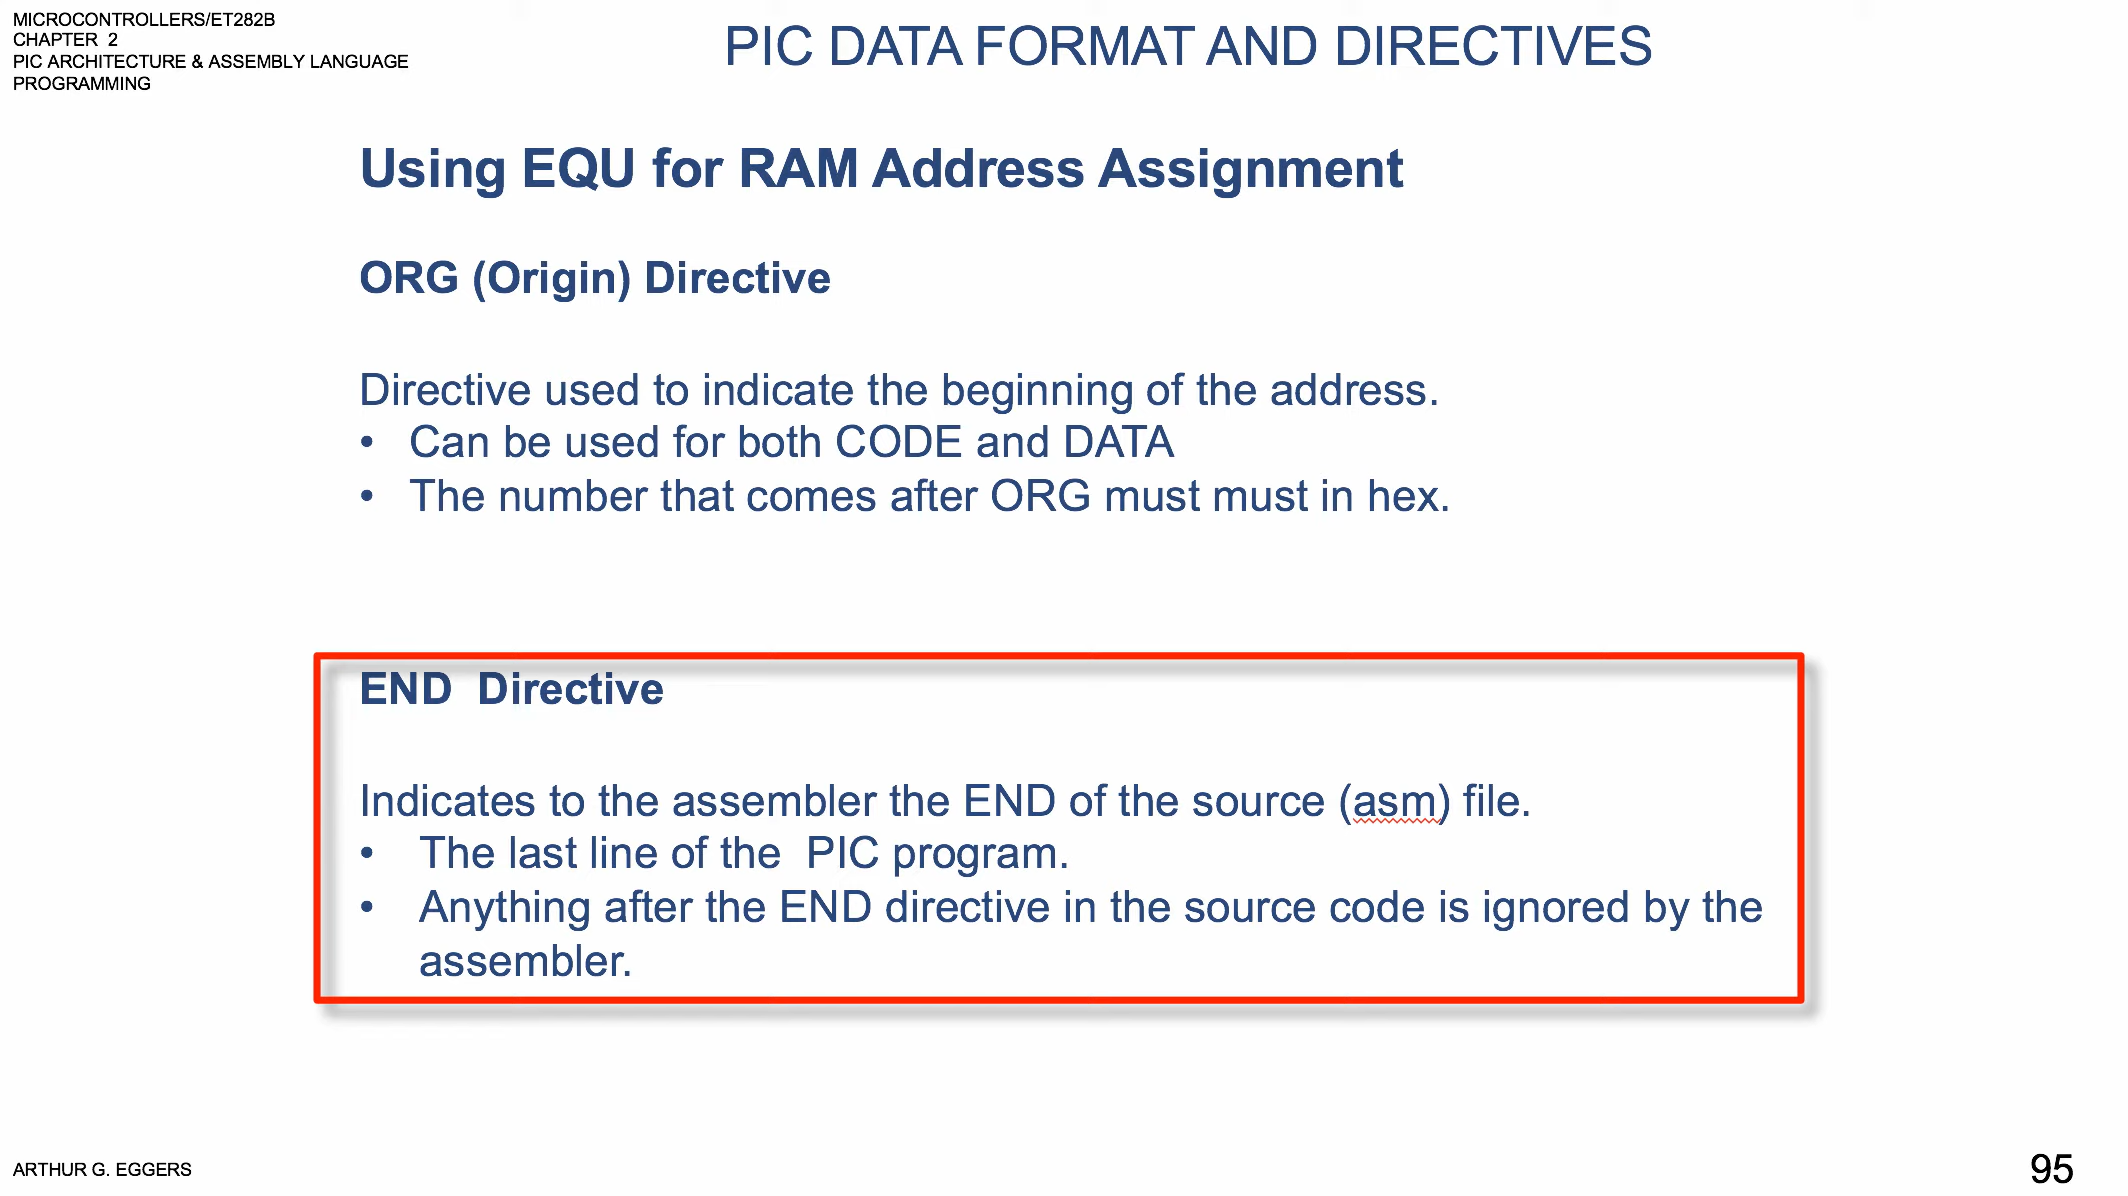 MICROCONTROLLERS/ET282B
CHAPTER 2
PIC ARCHITECTURE & ASSEMBLY LANGUAGE
PROGRAMMING
PIC DATA FORMAT AND DIRECTIVES
Using EQU for RAM Address Assignment
ORG (Origin) Directive
Directive used to indicate the beginning of the address.
• Can be used for both CODE and DATA
• The number that comes after ORG must must in hex.
END Directive
Indicates to the assembler the END of the source (asm) file.
• The last line of the PIC program.
• Anything after the END directive in the source code is ignored by the
assembler.
ARTHUR G. EGGERS
95